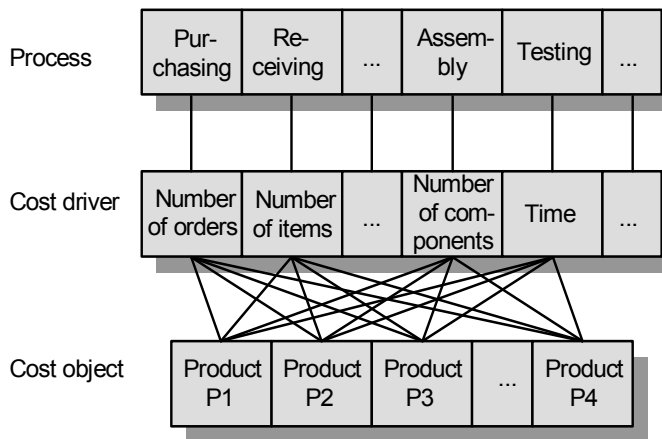 Process
Pur-
chasing
Re-
ceiving
...
Assem-
bly
Testing
...
Cost driver
Number
of orders
Number
of items
...
Number
of com-
ponents
Time
...
Cost object
Product
P1
Product
P2
Product
P3
...
Product
P4